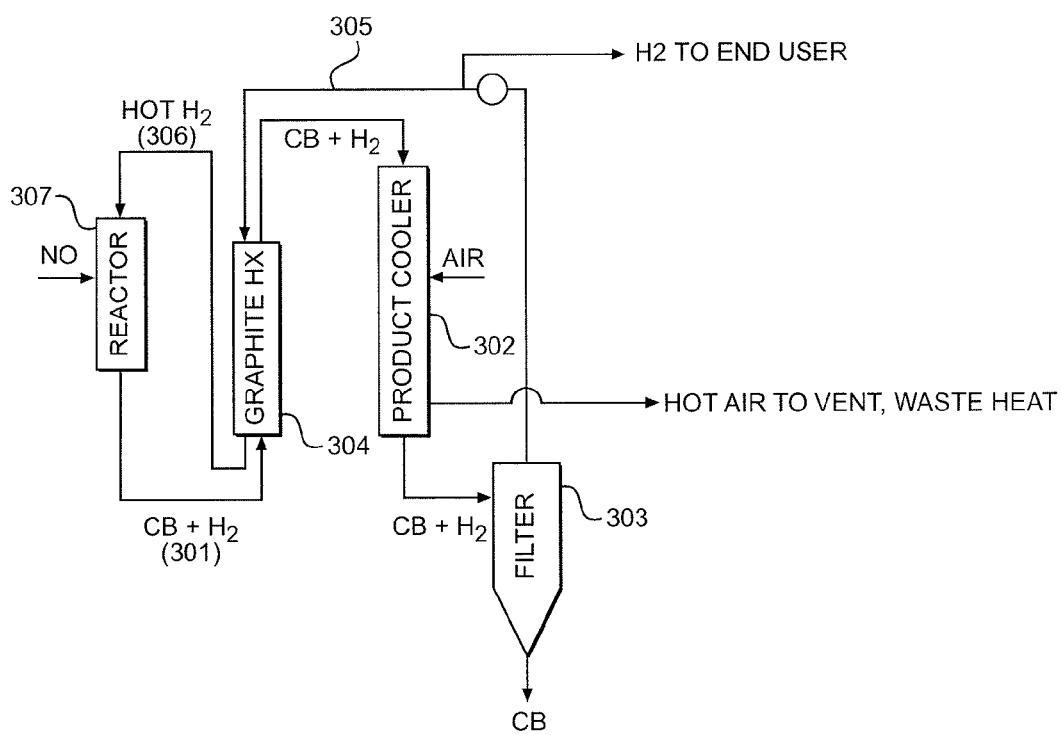 305
H2 TO END USER
HOT H2
(306)
CB + H2
307
NO
REACTOR
GRAPHITE HX
PRODUCT COOLER
AIR
302
304
HOT AIR TO VENT, WASTE HEAT
CB + H2
(301)
CB + H2
FILTER
303
CB